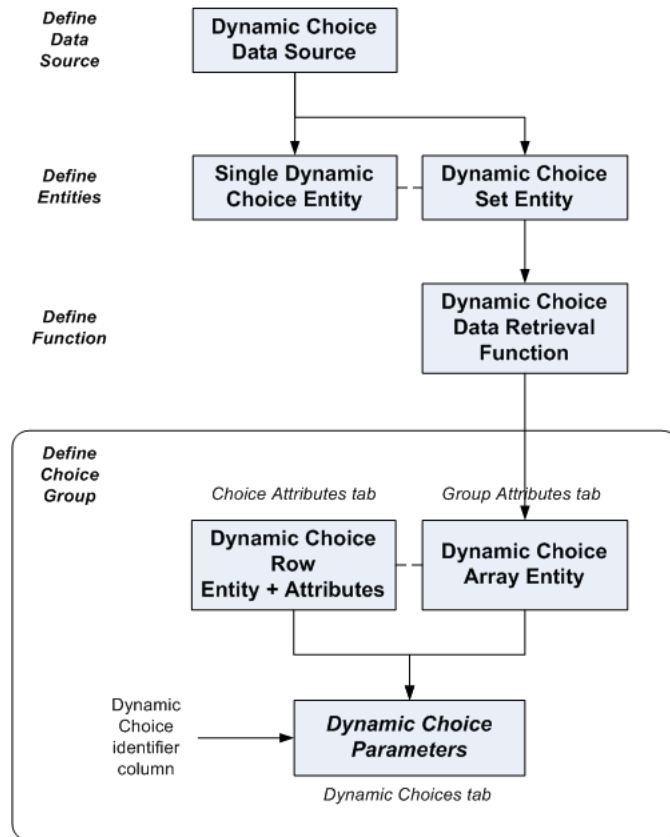 Define
Data
Source
Dynamic Choice
Data Source
Define
Entities
Single Dynamic
Choice Entity
Dynamic Choice
Set Entity
Define
Function
Dynamic Choice
Data Retrieval
Function
Define
Choice
Group
Choice Attributes tab
Group Attributes tab
Dynamic Choice
Row
Entity + Attributes
Dynamic Choice
Array Entity
Dynamic
Choice
identifier
column
Dynamic Choice
Parameters
Dynamic Choices tab